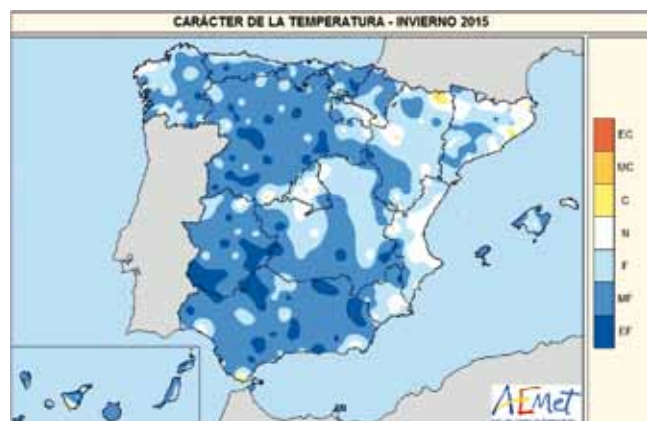 CARÁCTER DE LA TEMPERATURA - INVIERNO 2015
EC
MC
C
N
F
MF
EF
AEMet